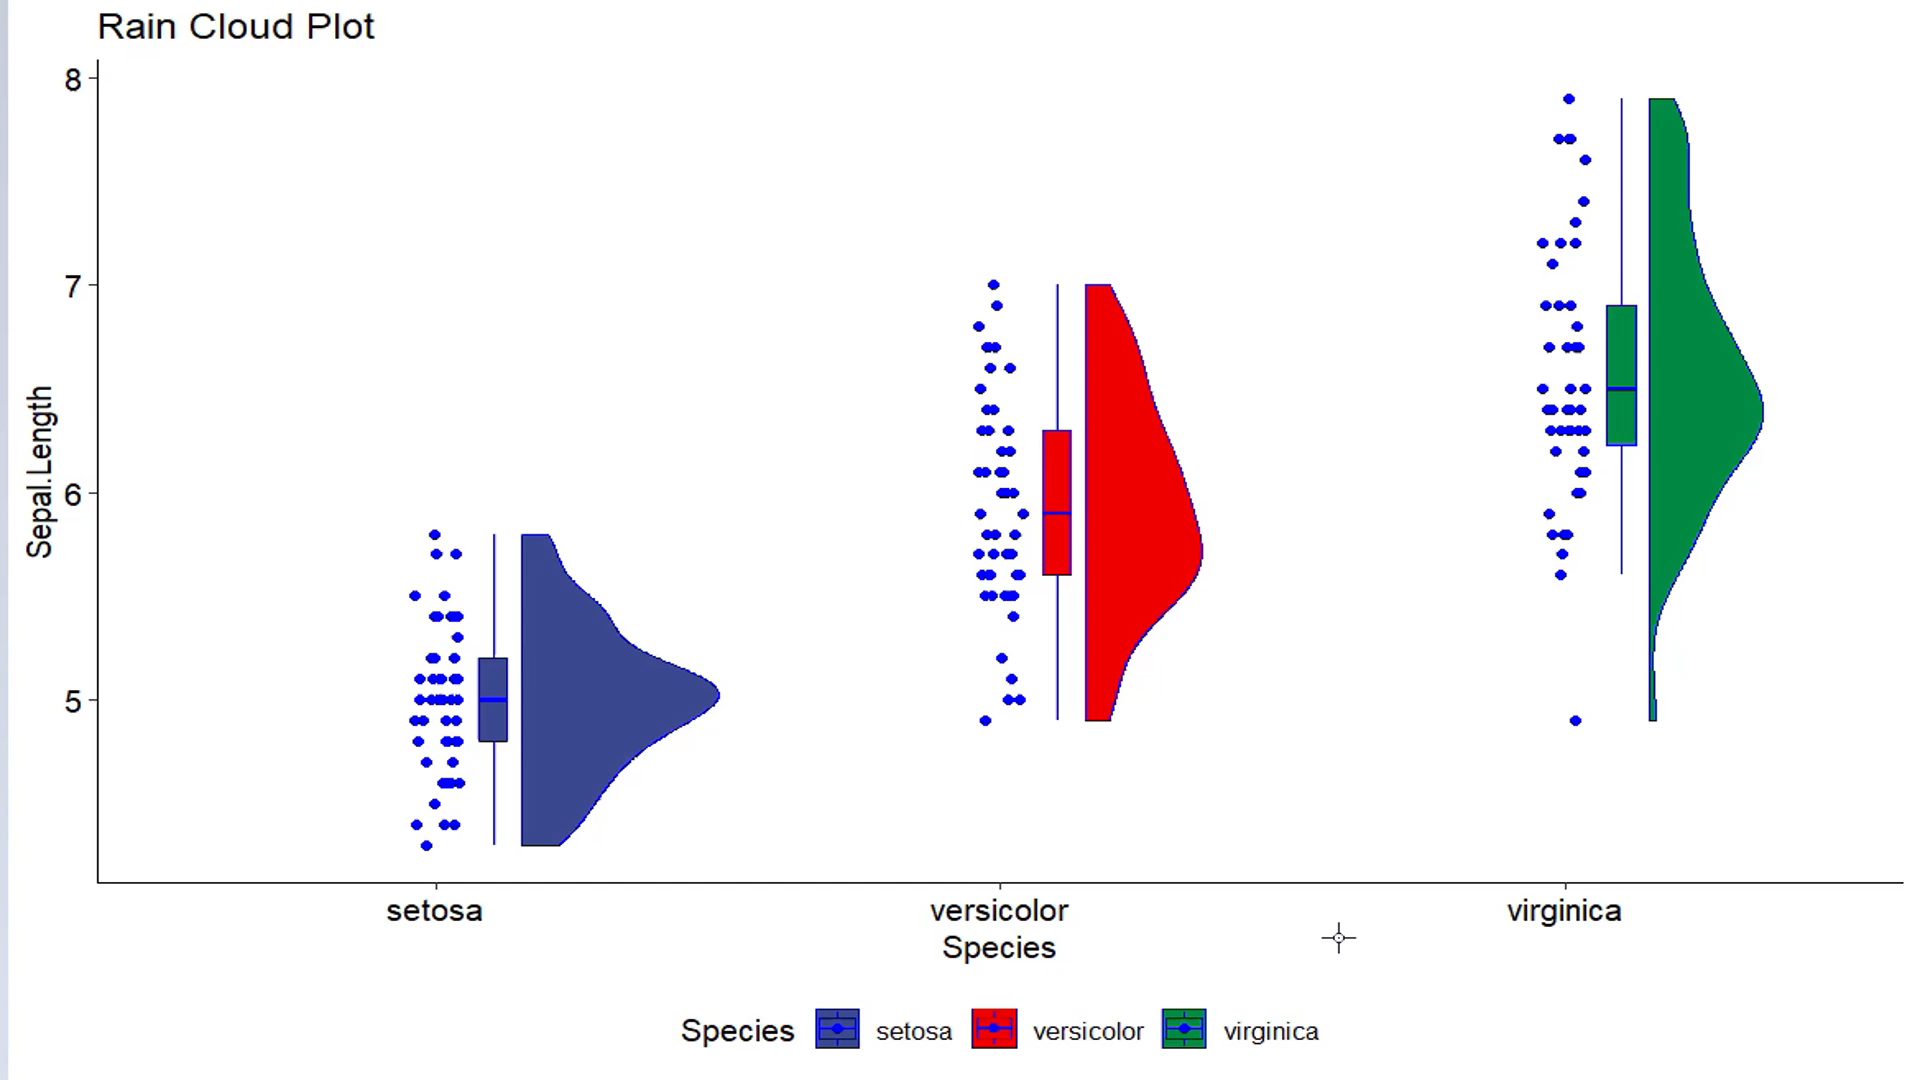 Rain Cloud Plot
8
7
6
5
Sepal.Length
setosa versicolor virginica
Species
Species setosa versicolor virginica